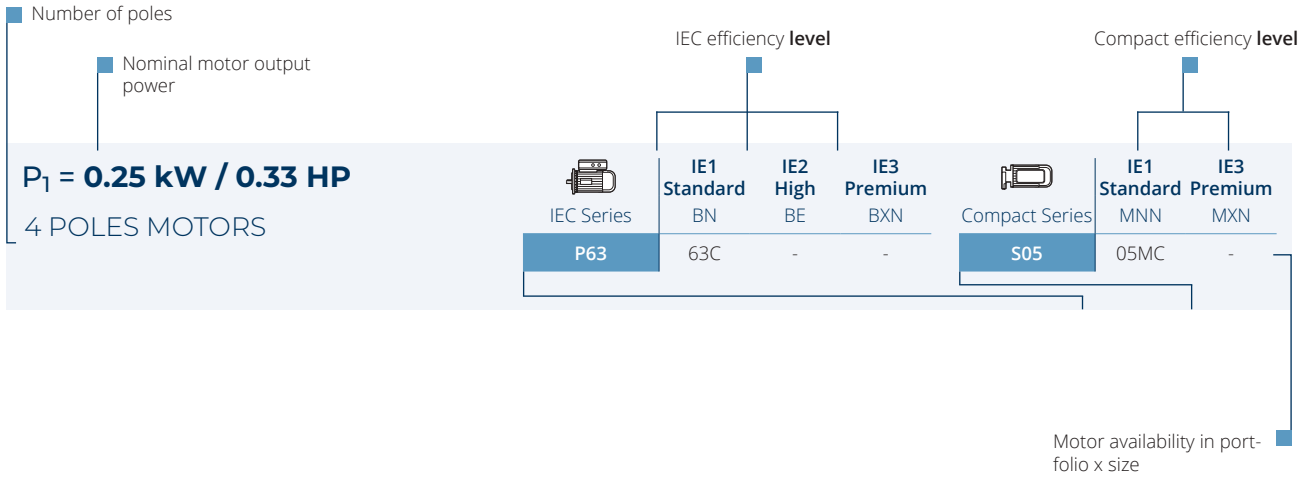 Number of poles
Nominal motor output
power
IEC efficiency level
Compact efficiency level
P1 = 0.25 kW / 0.33 HP
4 POLES MOTORS
IEC Series
IE1
Standard
BN
IE2
High
BE
IE3
Premium
BXN
Compact Series
IE1
Standard
MNN
IE3
Premium
MXN
P63 63C - -
S05 05MC -
Motor availability in port-
folio x size